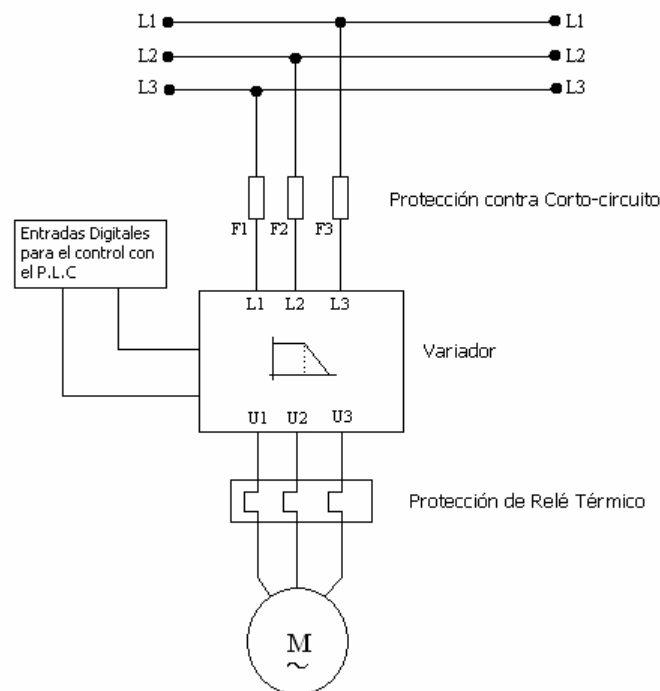 L1 L1
L2 L2
L3 L3
Protección contra Corto-circuito
F1 F2 F3
Entradas Digitales
para el control con
el P.L.C
L1 L2 L3
Variador
U1 U2 U3
Protección de Relé Térmico
M
~